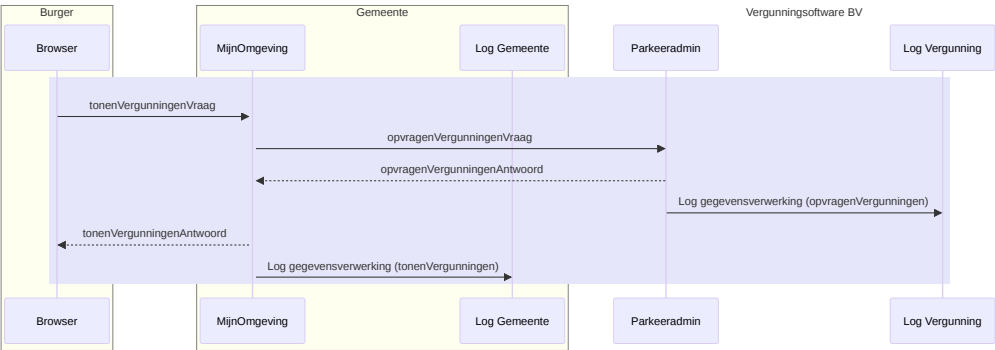 Burger
Gemeente
Vergunningsoftware BV
Browser
MijnOmgeving
Log Gemeente
Parkeeradmin
Log Vergunning
tonenVergunningenVraag
opvragenVergunningenVraag
opvragenVergunningenAntwoord
Log gegevensverwerking (opvragenVergunningen)
tonenVergunningenAntwoord
Log gegevensverwerking (tonenVergunningen)
Browser
MijnOmgeving
Log Gemeente
Parkeeradmin
Log Vergunning